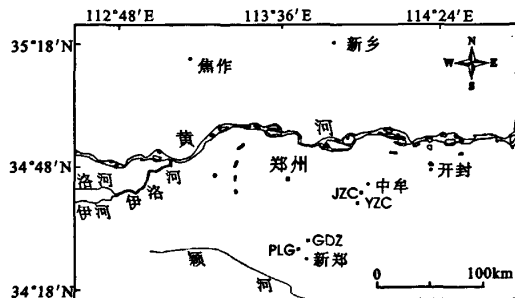 112°48′E 113°36′E 114°24′E
35°18′N
新乡
焦作
N
W E
S
黄 河
34°48′N
郑州
开封
洛河
伊洛河
伊河
中牟
JZC
YZC
GDZ
PLG
新郑
颍 河
34°18′N
0 100km